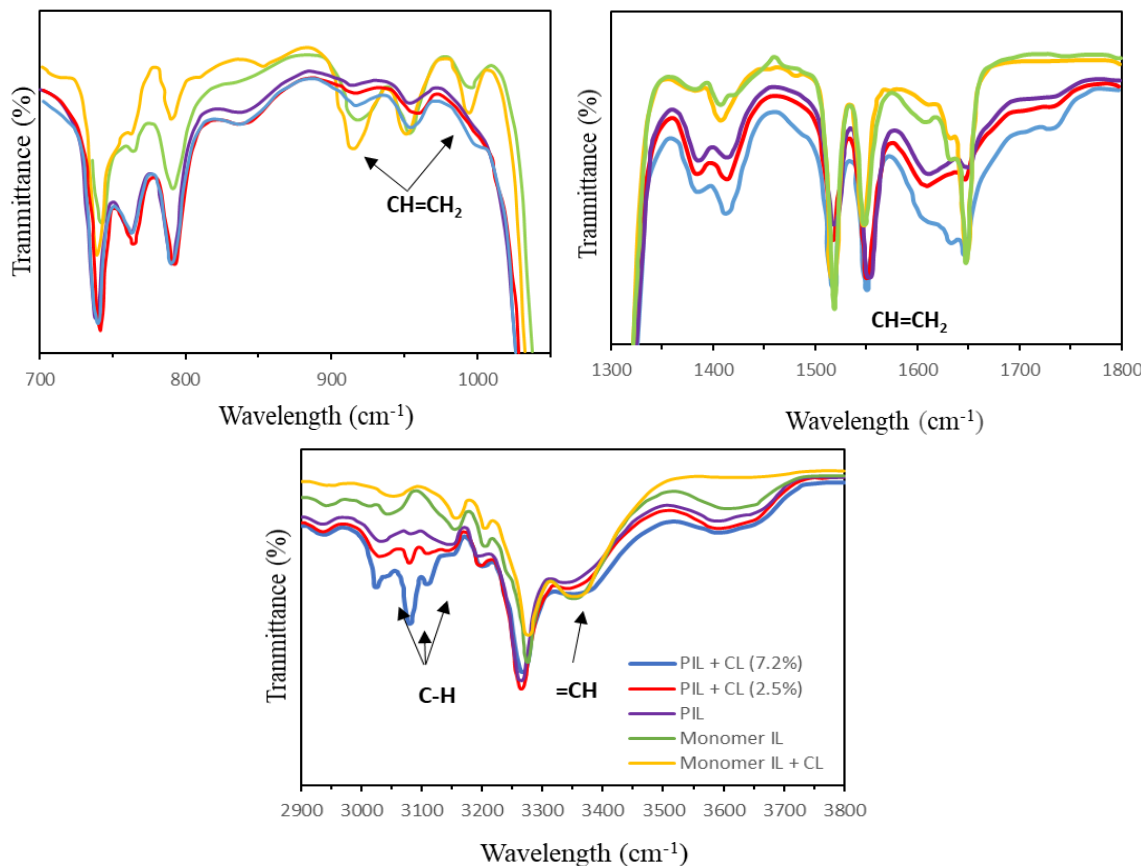 Tranmittance (%)
CH=CH2
700 800 900 1000
Wavelength (cm-1)
Tranmittance (%)
CH=CH2
1300 1400 1500 1600 1700 1800
Wavelength (cm-1)
Tranmittance (%)
C-H
=CH
PIL + CL (7.2%)
PIL + CL (2.5%)
PIL
Monomer IL
Monomer IL + CL
2900 3000 3100 3200 3300 3400 3500 3600 3700 3800
Wavelength (cm-1)